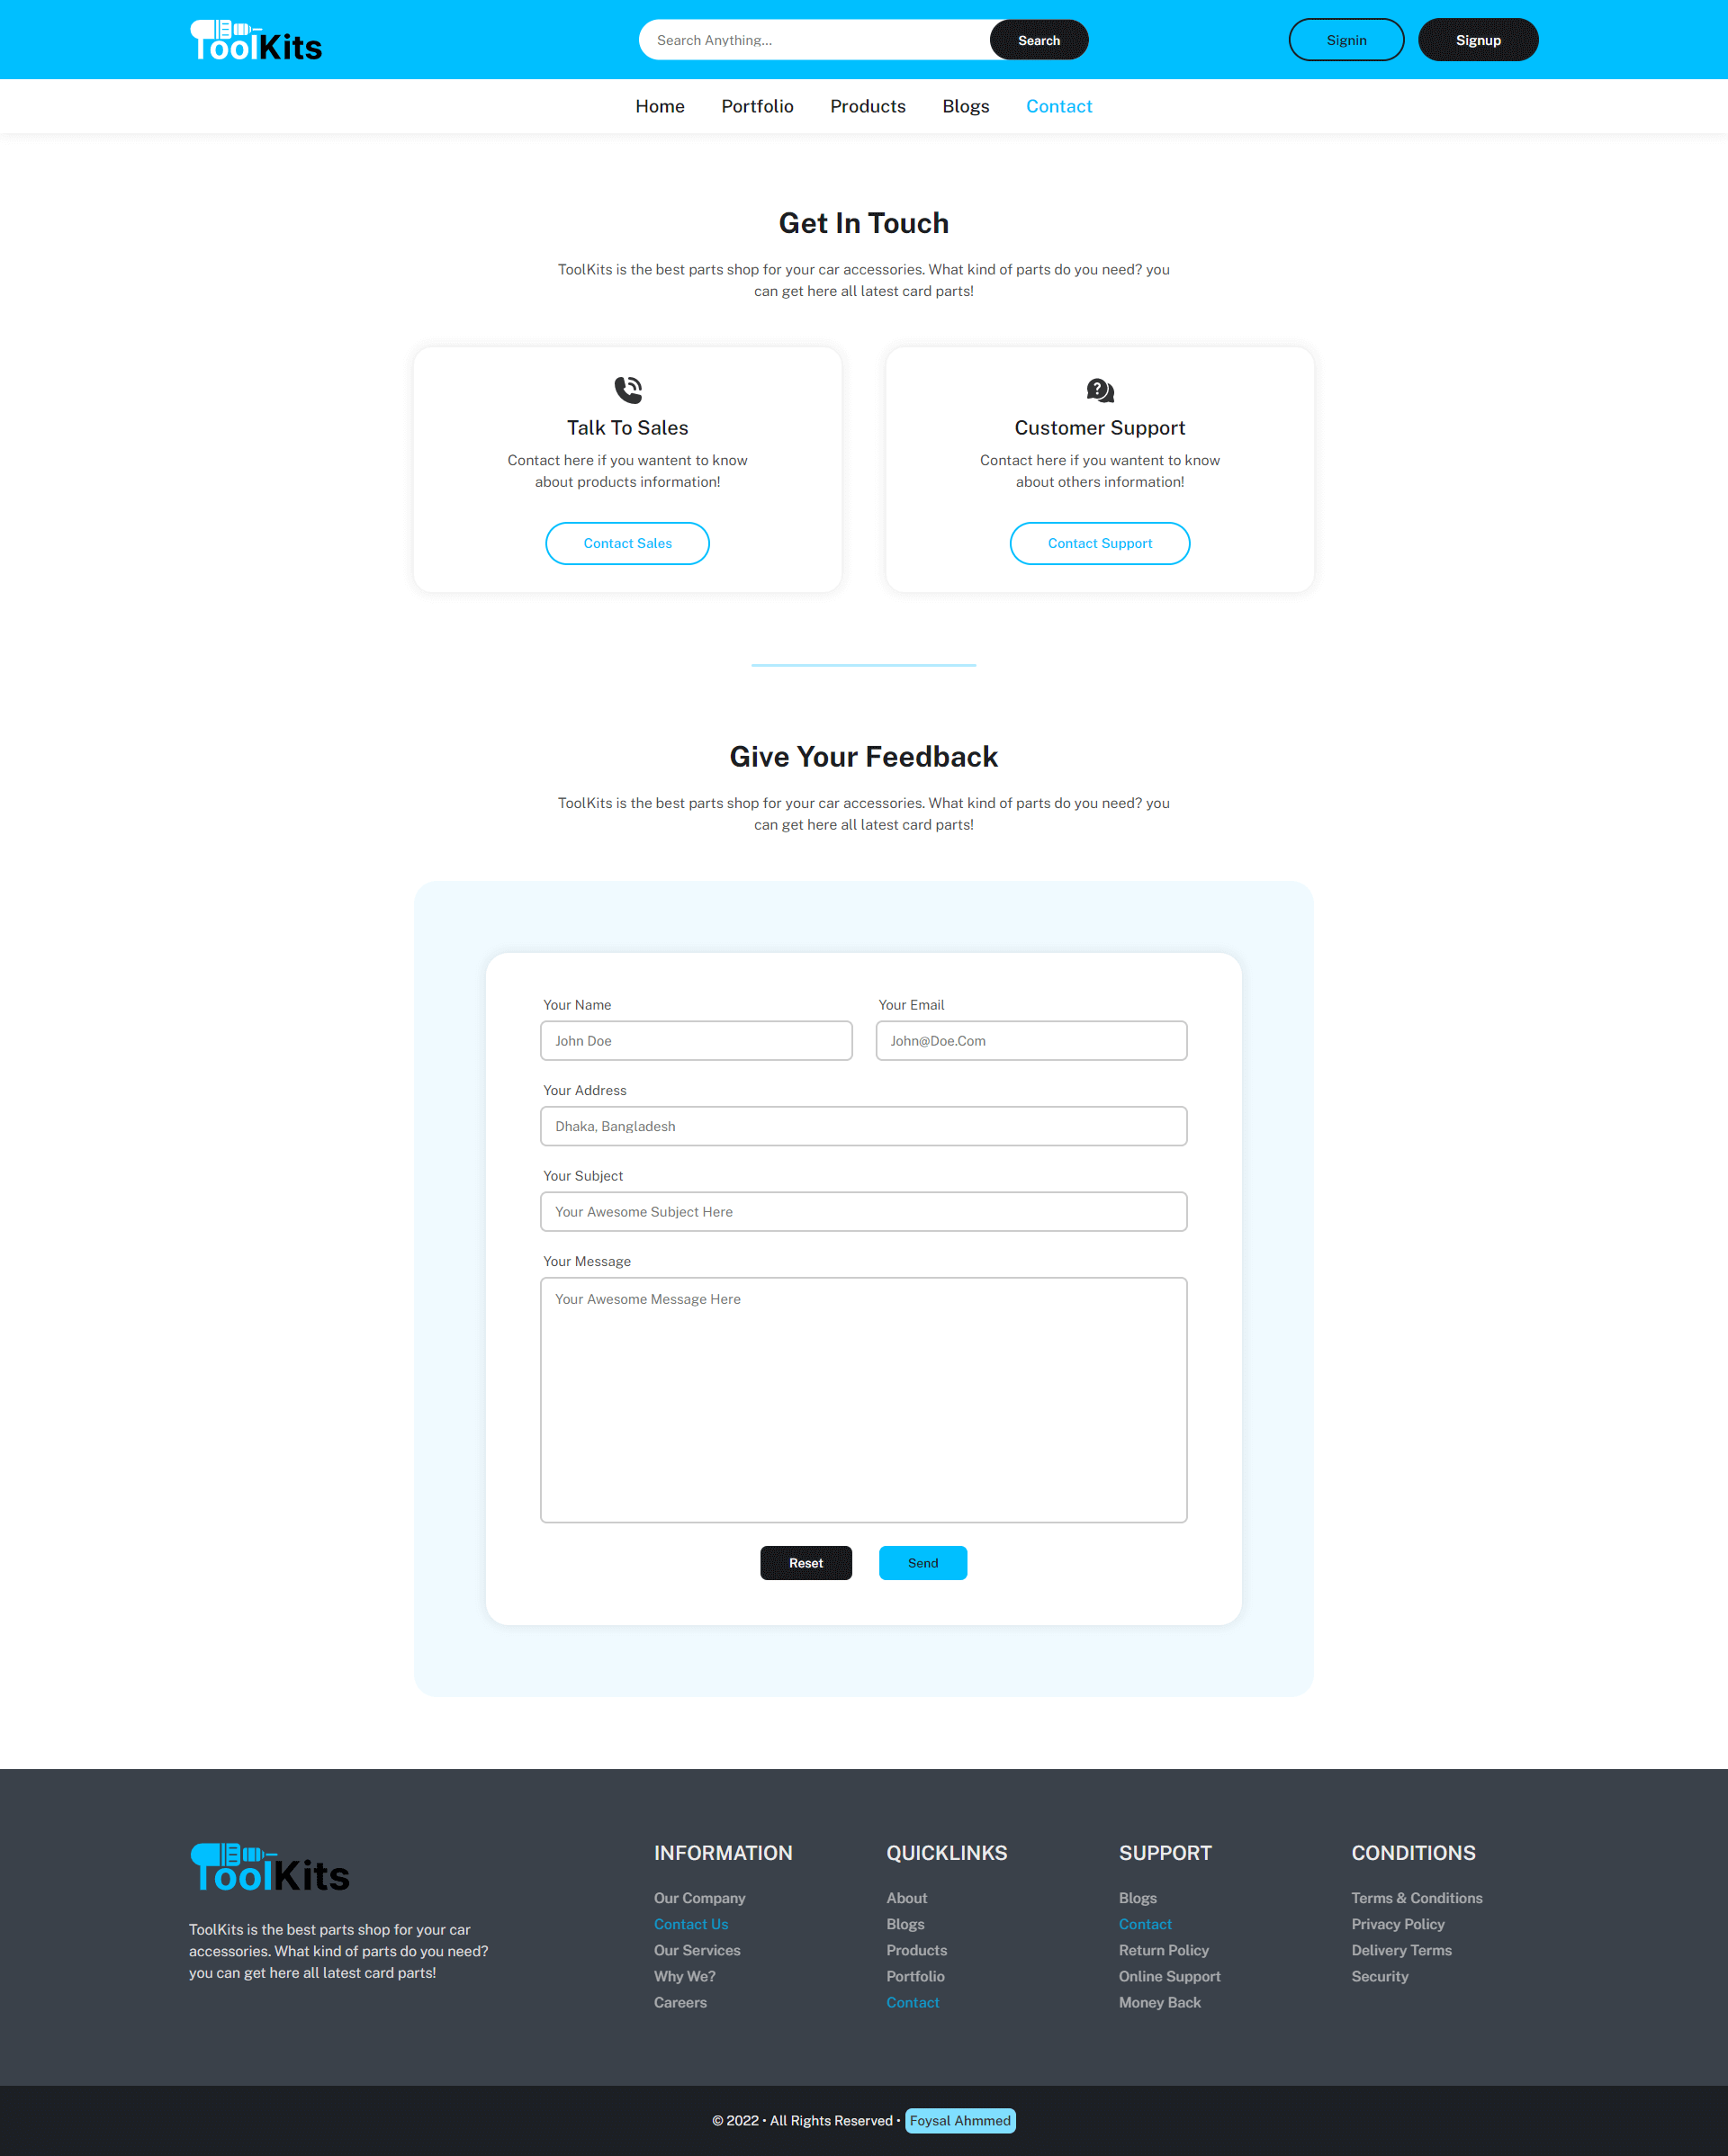 ToolKits
Search Anything...
Search
Signin
Signup
Home
Portfolio
Products
Blogs
Contact
Get In Touch
ToolKits is the best parts shop for your car accessories. What kind of parts do you need? you
can get here all latest card parts!
Talk To Sales
Contact here if you wantent to know
about products information!
Contact Sales
Customer Support
Contact here if you wantent to know
about others information!
Contact Support
Give Your Feedback
ToolKits is the best parts shop for your car accessories. What kind of parts do you need? you
can get here all latest card parts!
Your Name
John Doe
Your Email
John@Doe.Com
Your Address
Dhaka, Bangladesh
Your Subject
Your Awesome Subject Here
Your Message
Your Awesome Message Here
Reset
Send
ToolKits
ToolKits is the best parts shop for your car
accessories. What kind of parts do you need?
you can get here all latest card parts!
INFORMATION
Our Company
Contact Us
Our Services
Why We?
Careers
QUICKLINKS
About
Blogs
Products
Portfolio
Contact
SUPPORT
Blogs
Contact
Return Policy
Online Support
Money Back
CONDITIONS
Terms & Conditions
Privacy Policy
Delivery Terms
Security
© 2022 • All Rights Reserved • Foysal Ahmmed